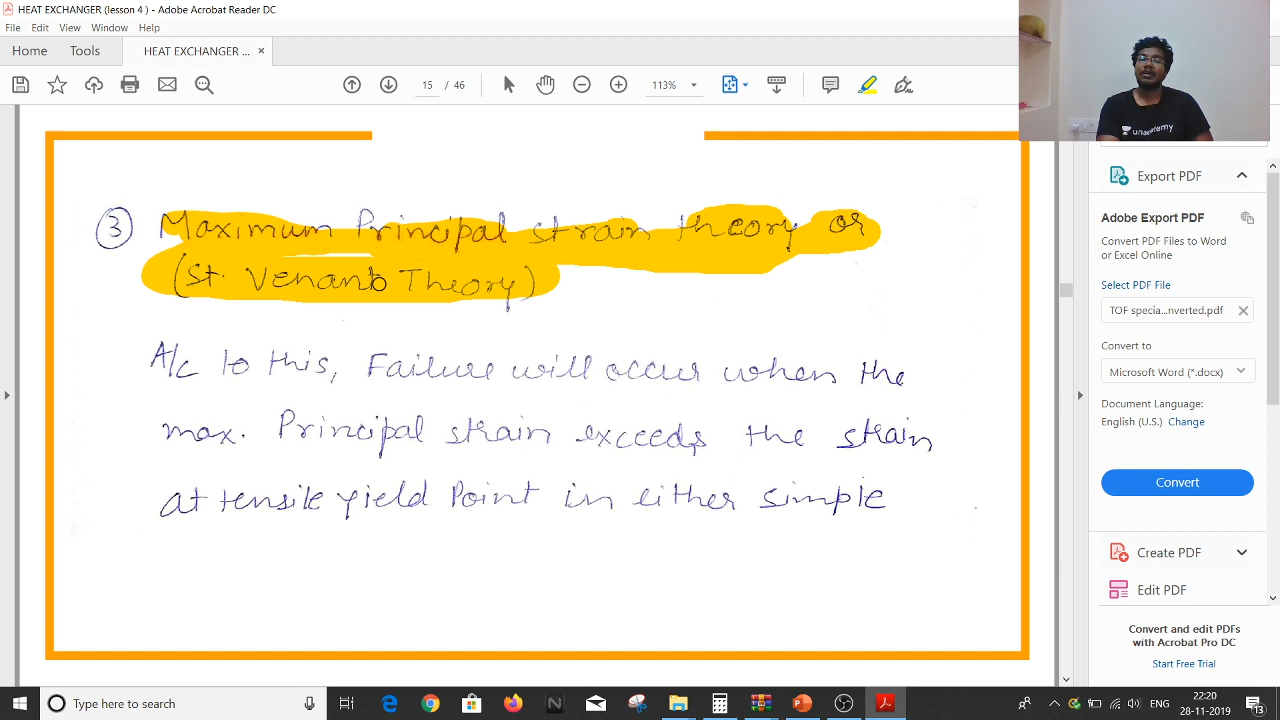 HEAT EXCHANGER (lesson 4 ) - Adobe Acrobat Reader DC
File Edit View Window Help
Home Tools HEAT EXCHANGER ... ×
15 / 46 113%
unacademy
③ Maximum Principal strain theory or
(St. Venant Theory)
A/c to this, Failure will occur when the
max. Principal strain exceeds the strain
at tensile yield Point in either simple
Export PDF
Adobe Export PDF
Convert PDF Files to Word
or Excel Online
Select PDF File
TOF specia...nverted.pdf
Convert to
Microsoft Word (*.docx)
Document Language:
English (U.S.) Change
Convert
Create PDF
Edit PDF
Convert and edit PDFs
with Acrobat Pro DC
Start Free Trial
Type here to search
ENG
22:20
28-11-2019
13